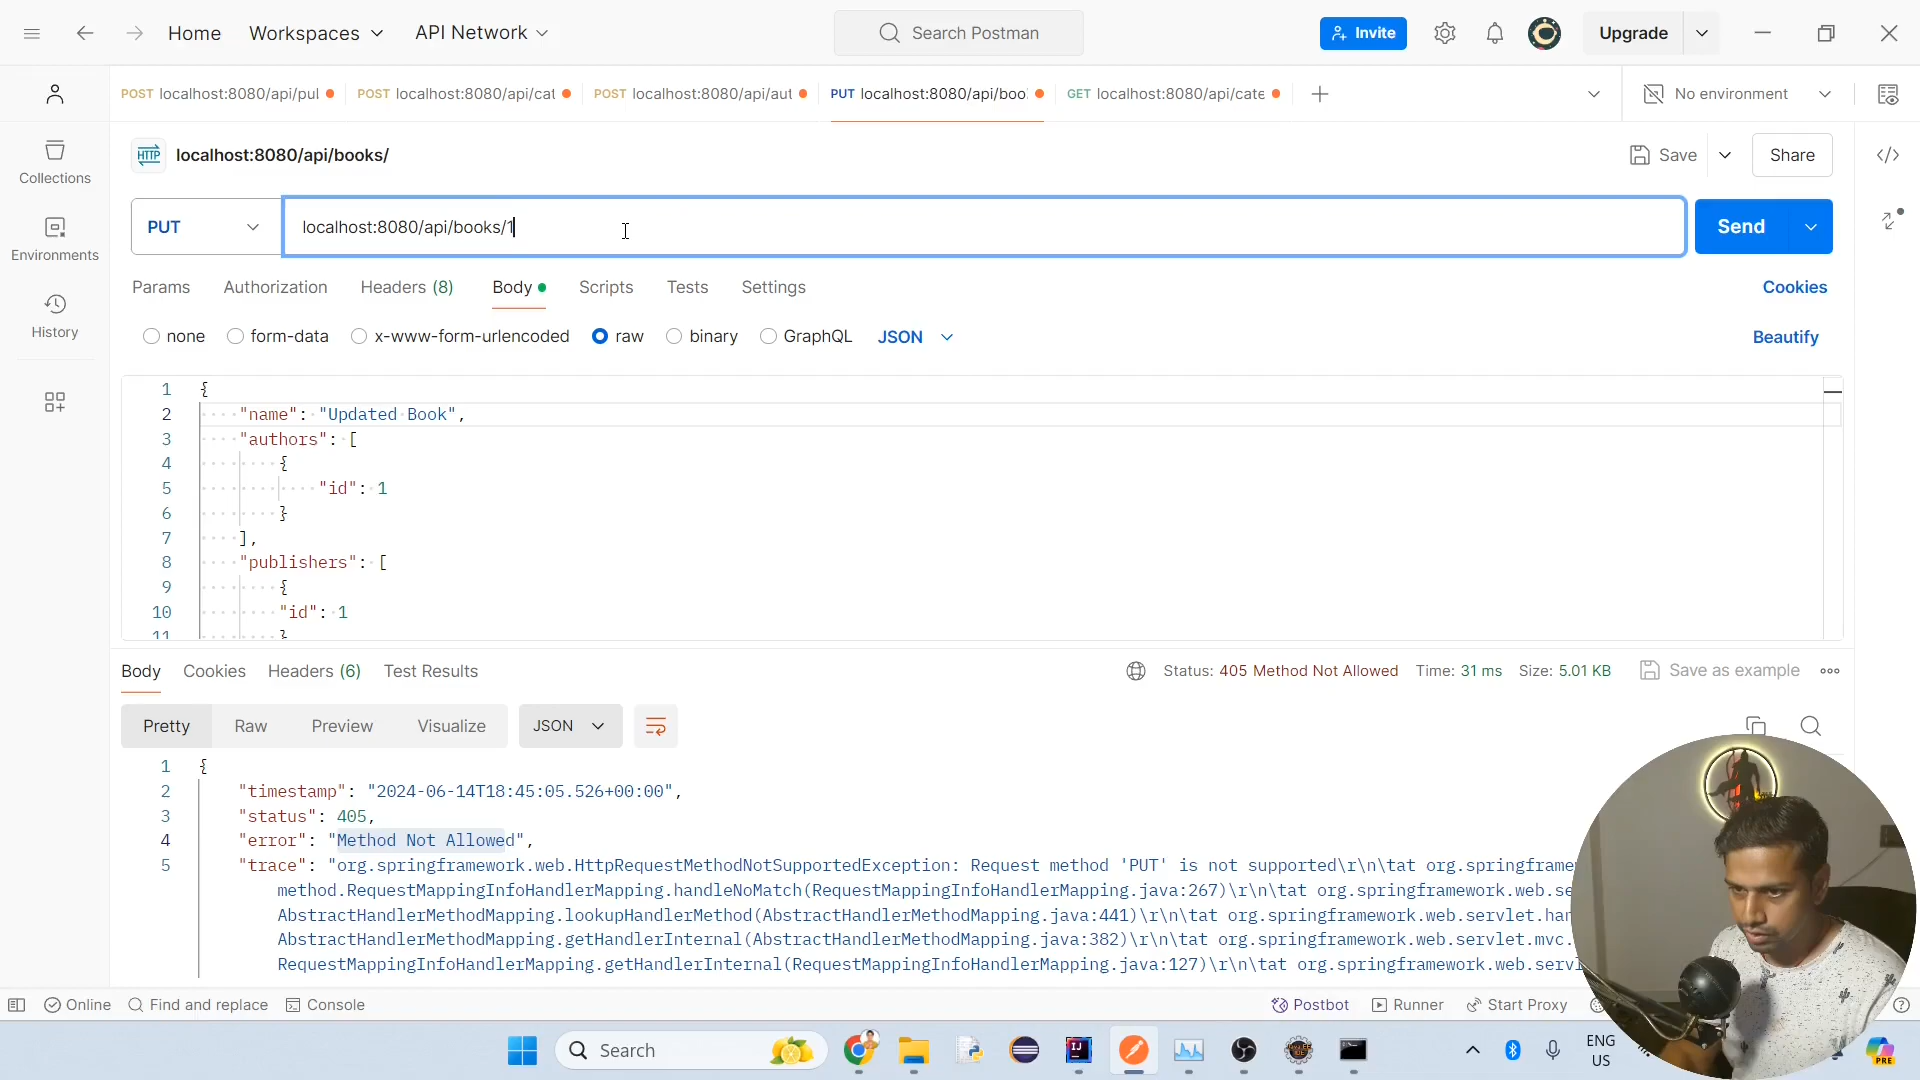 Home Workspaces API Network Search Postman Invite Upgrade
POST localhost:8080/api/pul POST localhost:8080/api/cat POST localhost:8080/api/aut PUT localhost:8080/api/boo GET localhost:8080/api/cate No environment
HTTP localhost:8080/api/books/ Save Share
PUT localhost:8080/api/books/1 Send
Collections
Environments
History
Params Authorization Headers (8) Body Scripts Tests Settings Cookies
none form-data x-www-form-urlencoded raw binary GraphQL JSON Beautify
1 {
2 "name": "Updated Book",
3 "authors": [
4 {
5 "id": 1
6 }
7 ],
8 "publishers": [
9 {
10 "id": 1
11 }
Body Cookies Headers (6) Test Results Status: 405 Method Not Allowed Time: 31 ms Size: 5.01 KB Save as example
Pretty Raw Preview Visualize JSON
1 {
2 "timestamp": "2024-06-14T18:45:05.526+00:00",
3 "status": 405,
4 "error": "Method Not Allowed",
5 "trace": "org.springframework.web.HttpRequestMethodNotSupportedException: Request method 'PUT' is not supported\r\n\tat org.springframe
method.RequestMappingInfoHandlerMapping.handleNoMatch(RequestMappingInfoHandlerMapping.java:267)\r\n\tat org.springframework.web.se
AbstractHandlerMethodMapping.lookupHandlerMethod(AbstractHandlerMethodMapping.java:441)\r\n\tat org.springframework.web.servlet.han
AbstractHandlerMethodMapping.getHandlerInternal(AbstractHandlerMethodMapping.java:382)\r\n\tat org.springframework.web.servlet.mvc.
RequestMappingInfoHandlerMapping.getHandlerInternal(RequestMappingInfoHandlerMapping.java:127)\r\n\tat org.springframework.web.servl
Online Find and replace Console Postbot Runner Start Proxy
Search ENG
US
PRE